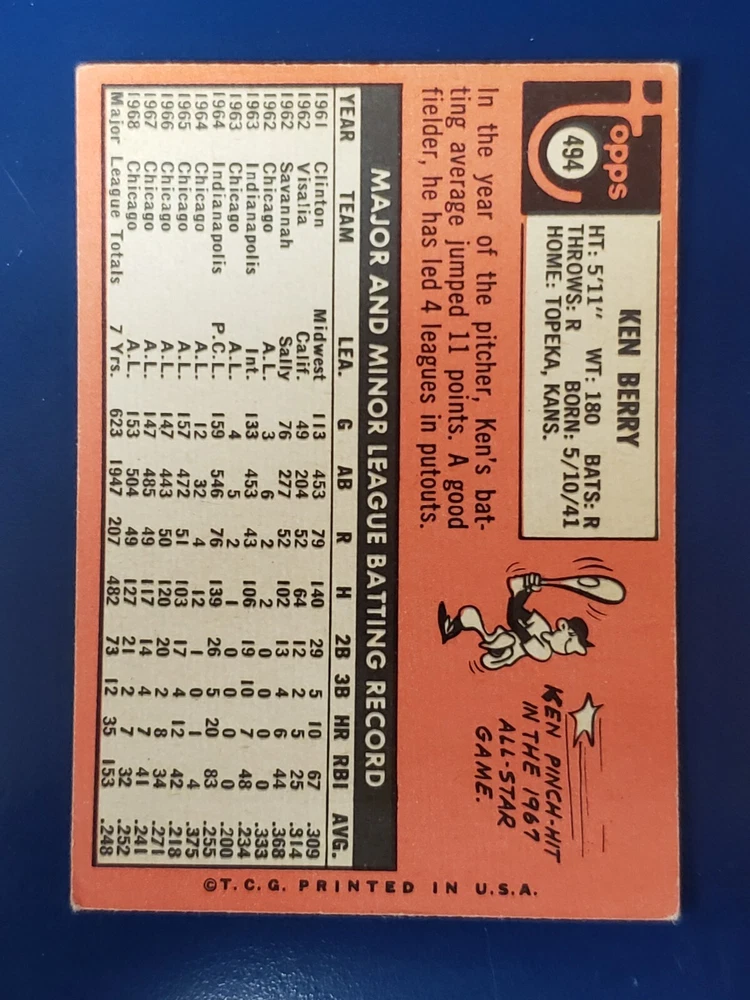 Topps
494
KEN BERRY
HT: 5'11" WT: 180 BATS: R
THROWS: R BORN: 5/10/41
HOME: TOPEKA, KANS.
In the year of the pitcher, Ken's bat-
ting average jumped 11 points. A good
fielder, he has led 4 leagues in putouts.
KEN PINCH-HIT
IN THE 1967
ALL-STAR
GAME.
MAJOR AND MINOR LEAGUE BATTING RECORD
YEAR TEAM LEA. G AB R H 2B 3B HR RBI AVG.
1961 Clinton Midwest 113 453 79 140 29 5 10 67 .309
1962 Visalia Calif. 49 204 52 64 12 2 5 25 .314
1962 Savannah Sally 76 277 52 102 13 4 6 44 .368
1962 Chicago A.L. 3 6 2 2 0 0 0 0 .333
1963 Indianapolis Int. 133 453 43 106 19 10 7 48 .234
1963 Chicago A.L. 4 5 2 1 0 0 0 0 .200
1964 Indianapolis P.C.L. 159 546 76 139 26 5 20 83 .255
1964 Chicago A.L. 12 32 4 12 1 0 1 4 .375
1965 Chicago A.L. 157 472 51 103 17 4 12 42 .218
1966 Chicago A.L. 147 443 50 120 20 2 8 34 .271
1967 Chicago A.L. 147 485 49 117 14 4 7 41 .241
1968 Chicago A.L. 153 504 49 127 21 2 7 32 .252
Major League Totals 7 Yrs. 623 1947 207 482 73 12 35 153 .248
©T.C.G. PRINTED IN U.S.A.